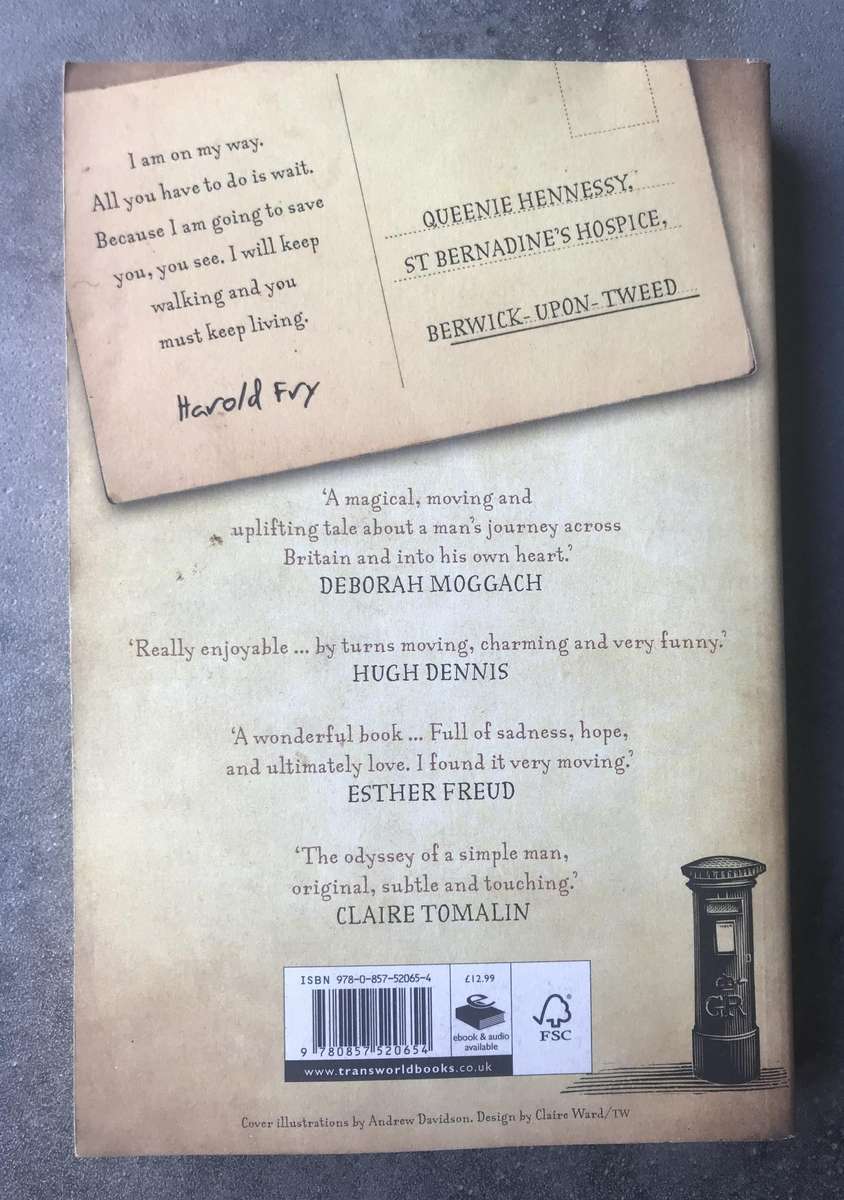 I am on my way.
All you have to do is wait.
Because I am going to save
you, you see. I will keep
walking and you
must keep living.
Harold Fry
QUEENIE HENNESSY,
ST BERNADINE'S HOSPICE,
BERWICK-UPON-TWEED
'A magical, moving and
uplifting tale about a man's journey across
Britain and into his own heart.'
DEBORAH MOGGACH
'Really enjoyable ... by turns moving, charming and very funny.'
HUGH DENNIS
'A wonderful book ... Full of sadness, hope,
and ultimately love. I found it very moving.'
ESTHER FREUD
'The odyssey of a simple man,
original, subtle and touching.'
CLAIRE TOMALIN
ISBN 978-0-857-52065-4
9 780857 520654
£12.99
e
ebook & audio
available
FSC
www.transworldbooks.co.uk
GR
Cover illustrations by Andrew Davidson. Design by Claire Ward/TW